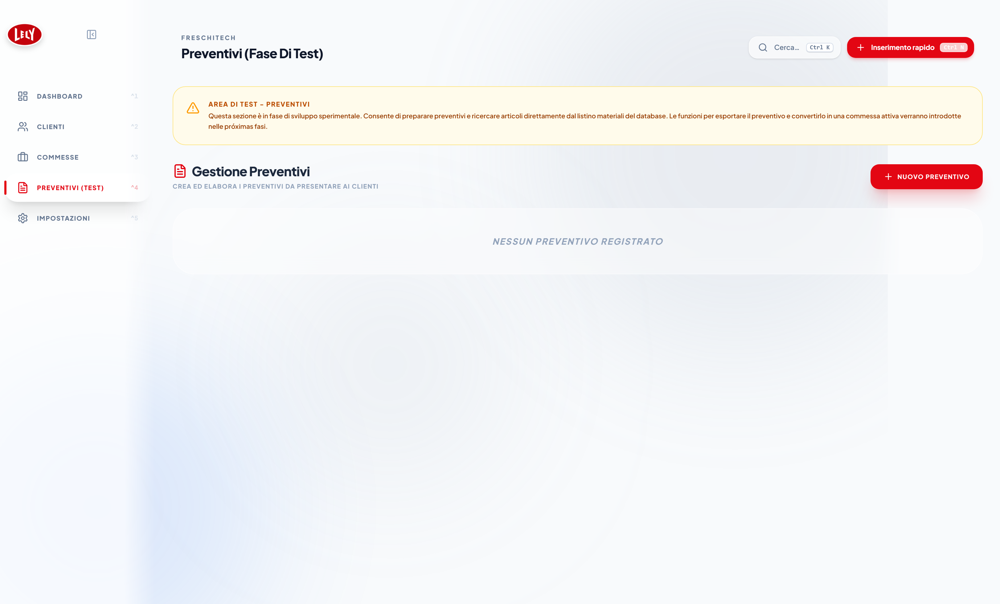 LELY
FRESCHITECH
Preventivi (Fase Di Test)
Cerca... Ctrl K
Inserimento rapido Ctrl N
DASHBOARD ^1
CLIENTI ^2
COMMESSE ^3
PREVENTIVI (TEST) ^4
IMPOSTAZIONI ^5
AREA DI TEST - PREVENTIVI
Questa sezione è in fase di sviluppo sperimentale. Consente di preparare preventivi e ricercare articoli direttamente dal listino materiali del database. Le funzioni per esportare il preventivo e convertirlo in una commessa attiva verranno introdotte
nelle próximas fasi.
Gestione Preventivi
CREA ED ELABORA I PREVENTIVI DA PRESENTARE AI CLIENTI
NUOVO PREVENTIVO
NESSUN PREVENTIVO REGISTRATO